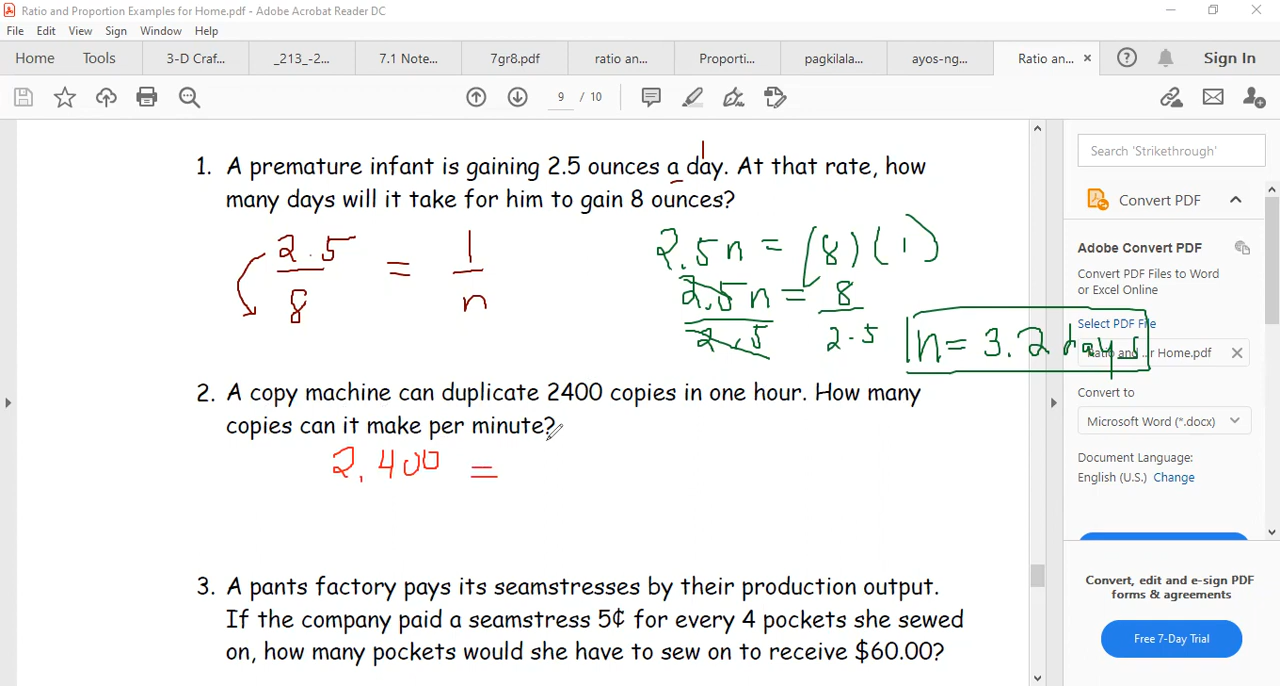 Ratio and Proportion Examples for Home.pdf - Adobe Acrobat Reader DC
File Edit View Sign Window Help
Home Tools 3-D Craf... _213_-2... 7.1 Note... 7gr8.pdf ratio an... Proporti... pagkilala... ayos-ng... Ratio an... × Sign In
9 / 10
1
1. A premature infant is gaining 2.5 ounces a day. At that rate, how
many days will it take for him to gain 8 ounces?
2.5 = 1
8 n
2.5n = (8)(1)
2.5n = 8
2.5 2.5
n = 3.2 days
2. A copy machine can duplicate 2400 copies in one hour. How many
copies can it make per minute?
2,400 =
3. A pants factory pays its seamstresses by their production output.
If the company paid a seamstress 5¢ for every 4 pockets she sewed
on, how many pockets would she have to sew on to receive $60.00?
Search 'Strikethrough'
Convert PDF
Adobe Convert PDF
Convert PDF Files to Word
or Excel Online
Select PDF File
r Home.pdf
Convert to
Microsoft Word (*.docx)
Document Language:
English (U.S.) Change
Convert, edit and e-sign PDF
forms & agreements
Free 7-Day Trial